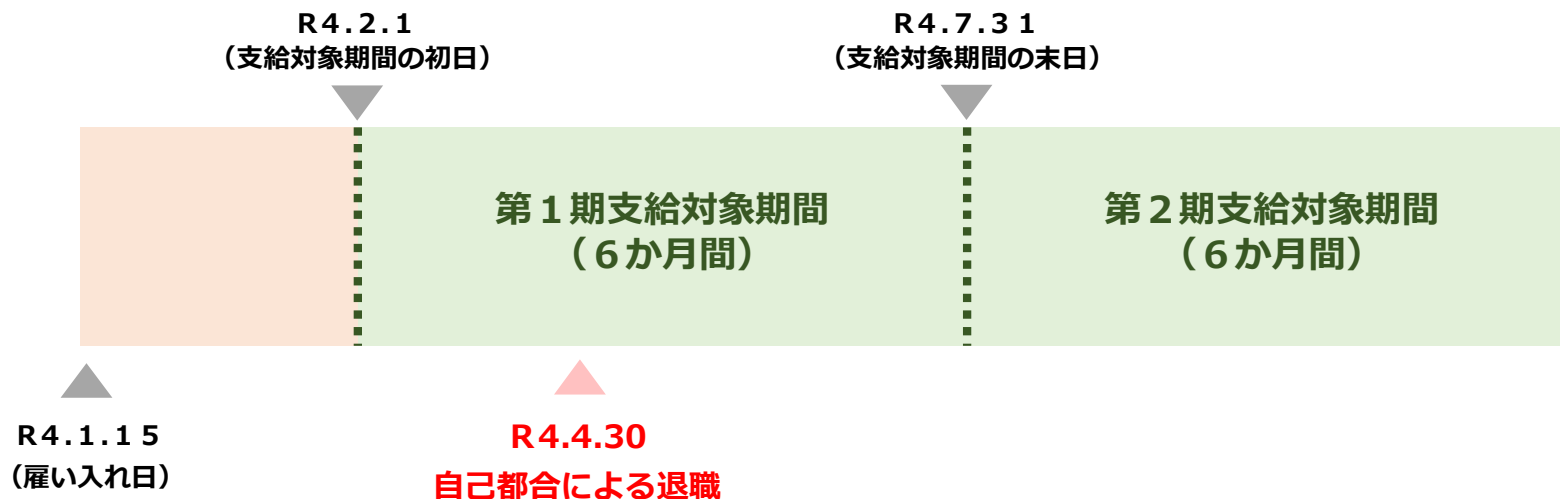 R4.2.1
（支給対象期間の初日）
R4.7.31
（支給対象期間の末日）
第１期支給対象期間
（６か月間）
第２期支給対象期間
（６か月間）
R4.1.15
（雇い入れ日）
R4.4.30
自己都合による退職